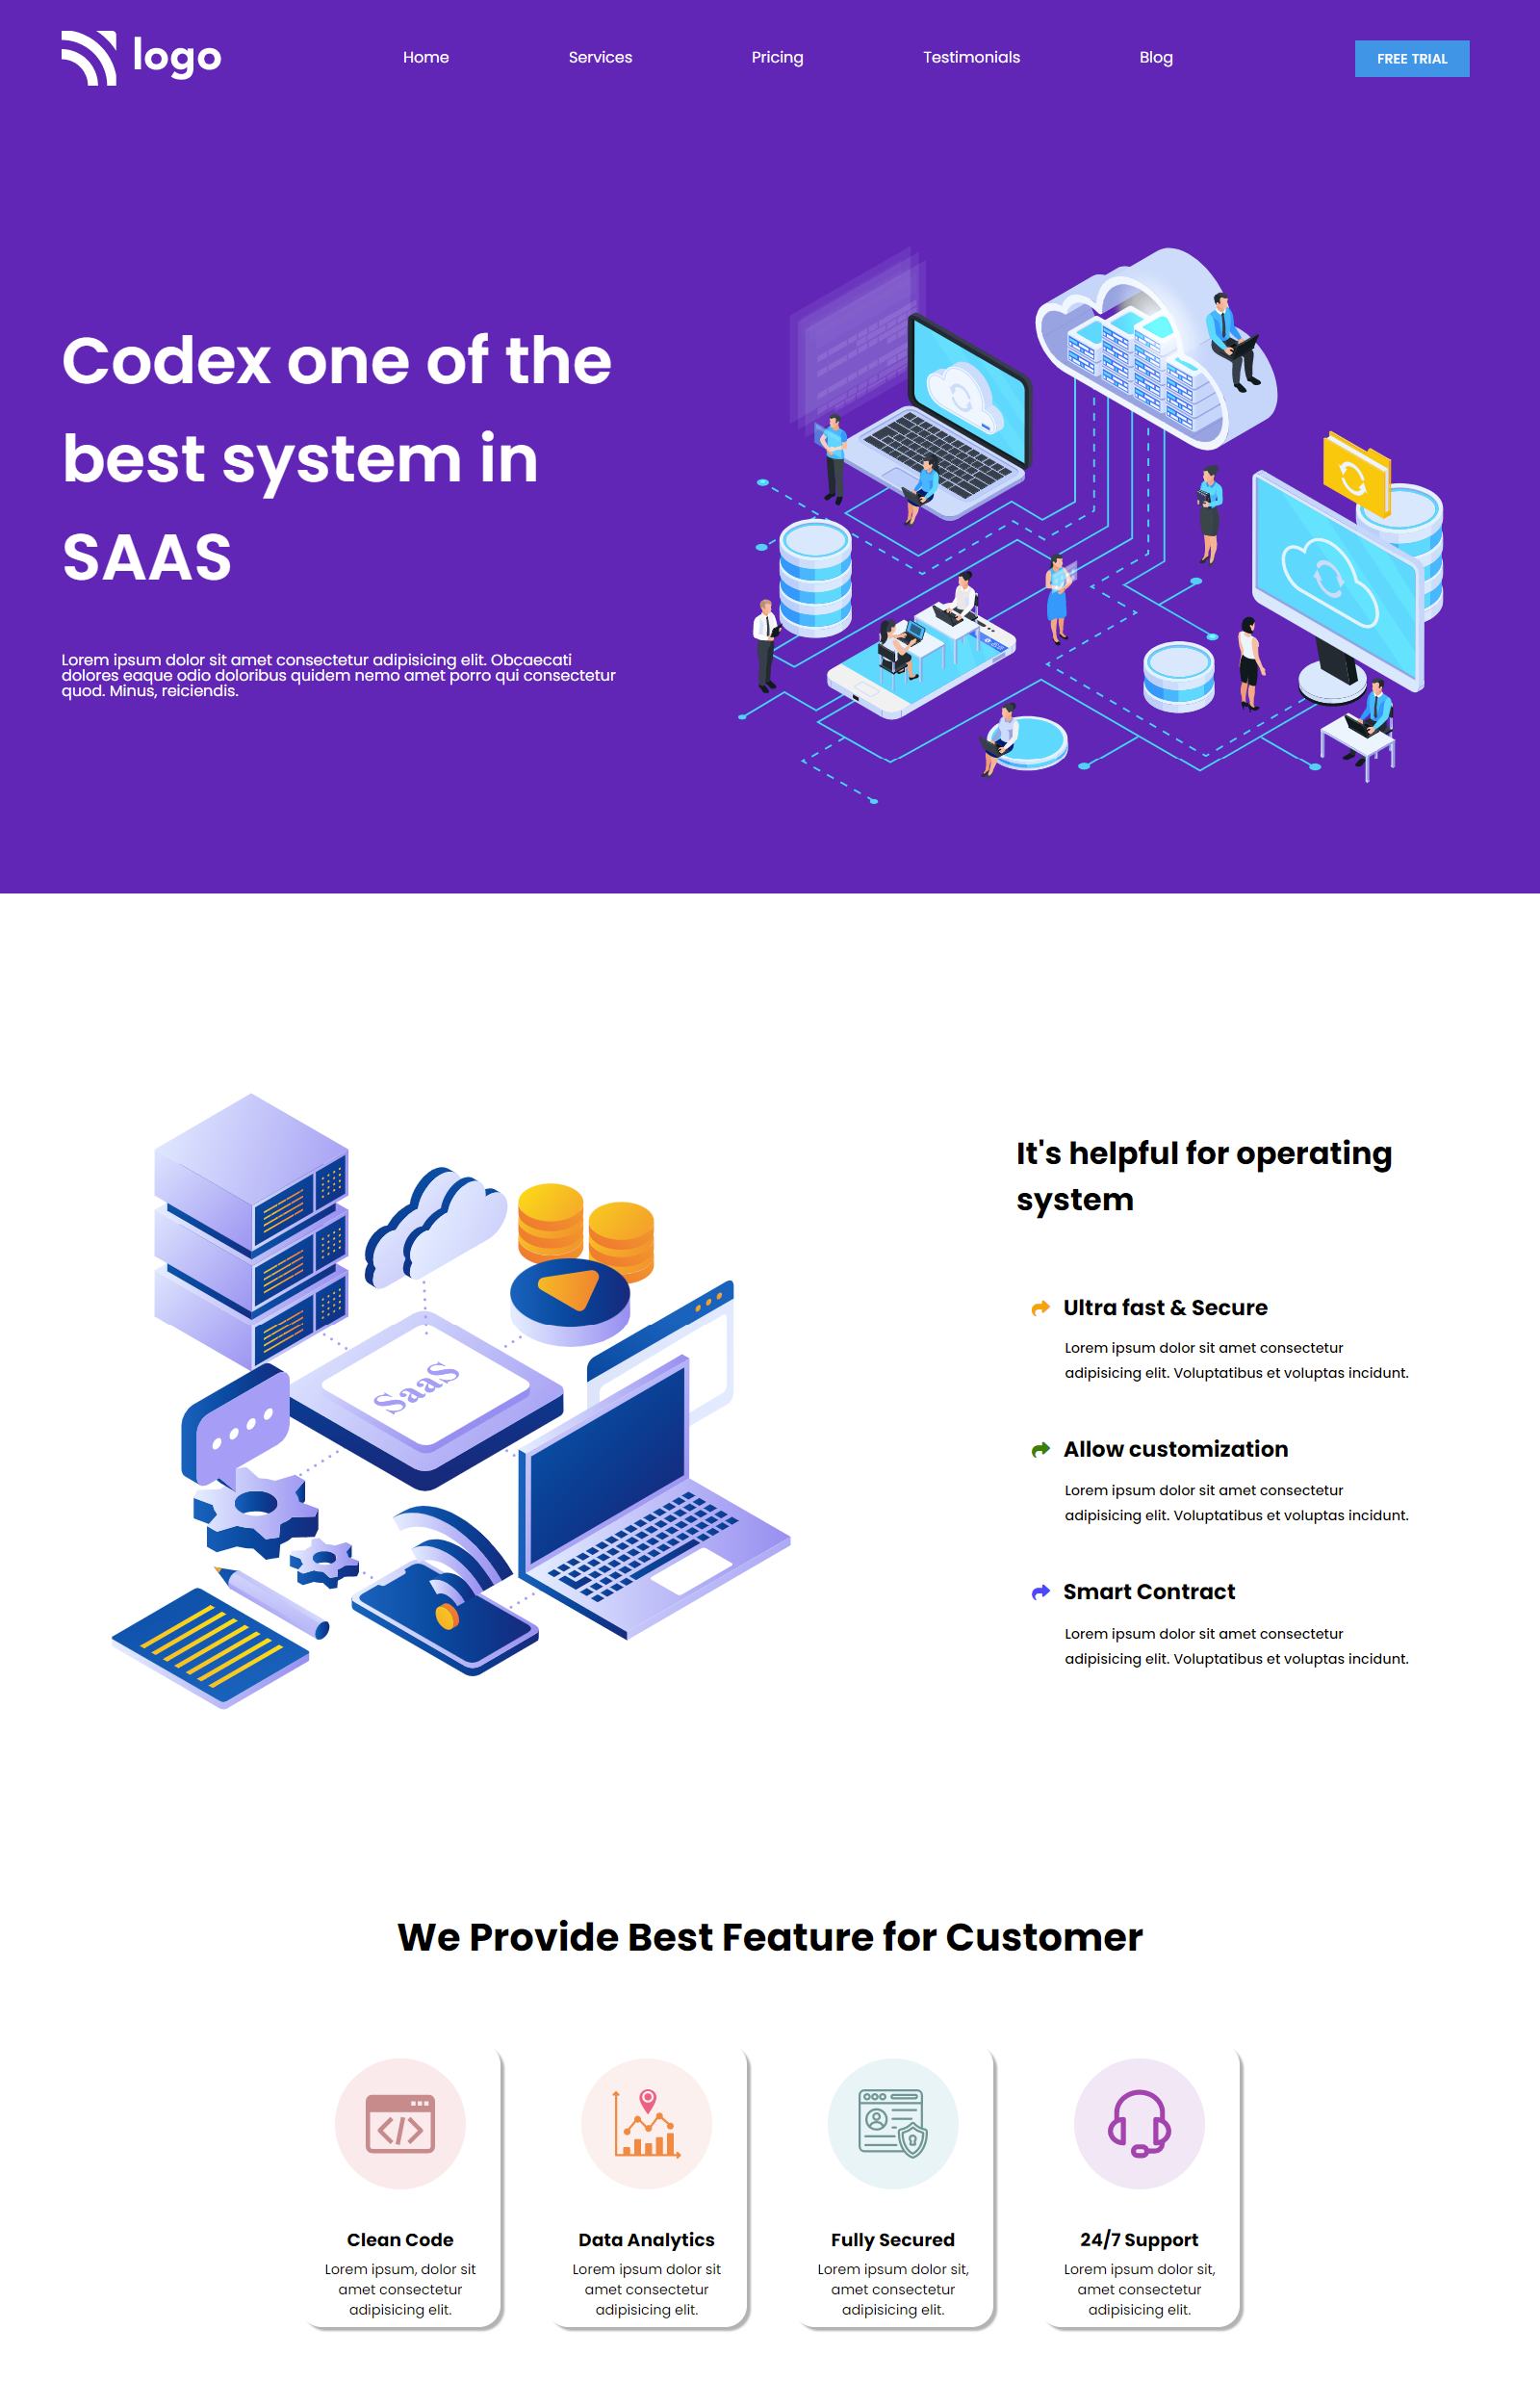 logo
Home
Services
Pricing
Testimonials
Blog
FREE TRIAL
Codex one of the
best system in
SAAS
Lorem ipsum dolor sit amet consectetur adipisicing elit. Obcaecati
dolores eaque odio doloribus quidem nemo amet porro qui consectetur
quod. Minus, reiciendis.
SaaS
It's helpful for operating
system
Ultra fast & Secure
Lorem ipsum dolor sit amet consectetur
adipisicing elit. Voluptatibus et voluptas incidunt.
Allow customization
Lorem ipsum dolor sit amet consectetur
adipisicing elit. Voluptatibus et voluptas incidunt.
Smart Contract
Lorem ipsum dolor sit amet consectetur
adipisicing elit. Voluptatibus et voluptas incidunt.
We Provide Best Feature for Customer
Clean Code
Lorem ipsum, dolor sit
amet consectetur
adipisicing elit.
Data Analytics
Lorem ipsum dolor sit
amet consectetur
adipisicing elit.
Fully Secured
Lorem ipsum dolor sit,
amet consectetur
adipisicing elit.
24/7 Support
Lorem ipsum dolor sit,
amet consectetur
adipisicing elit.